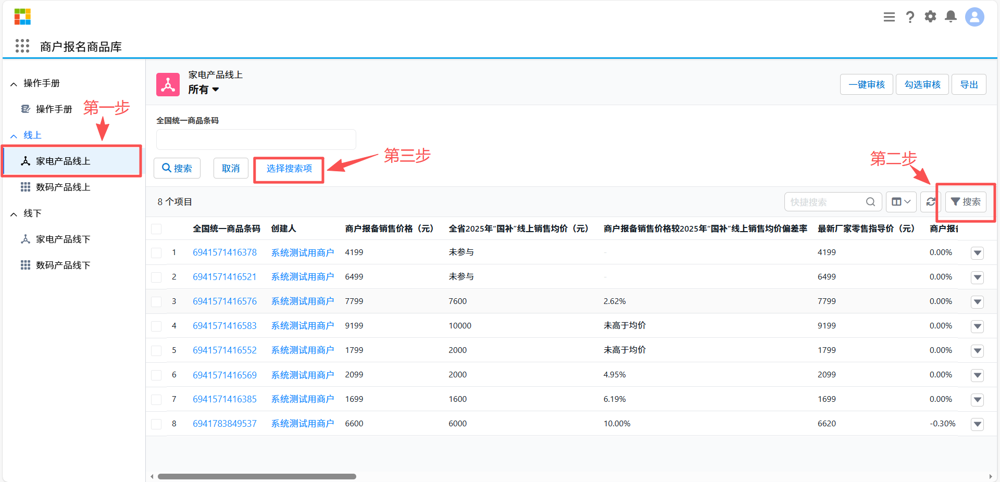 商户报名商品库
操作手册
操作手册
第一步
线上
家电产品线上
数码产品线上
线下
家电产品线下
数码产品线下
家电产品线上
所有
一键审核 勾选审核 导出
全国统一商品条码
搜索 取消 选择搜索项
第三步
第二步
8 个项目
快捷搜索
搜索
全国统一商品条码 创建人 商户报备销售价格（元） 全省2025年“国补”线上销售均价（元） 商户报备销售价格较2025年“国补”线上销售均价偏差率 最新厂家零售指导价（元） 商户报
1 6941571416378 系统测试用商户 4199 未参与 - 4199 0.00%
2 6941571416521 系统测试用商户 6499 未参与 - 6499 0.00%
3 6941571416576 系统测试用商户 7799 7600 2.62% 7799 0.00%
4 6941571416583 系统测试用商户 9199 10000 未高于均价 9199 0.00%
5 6941571416552 系统测试用商户 1799 2000 未高于均价 1799 0.00%
6 6941571416569 系统测试用商户 2099 2000 4.95% 2099 0.00%
7 6941571416385 系统测试用商户 1699 1600 6.19% 1699 0.00%
8 6941783849537 系统测试用商户 6600 6000 10.00% 6620 -0.30%